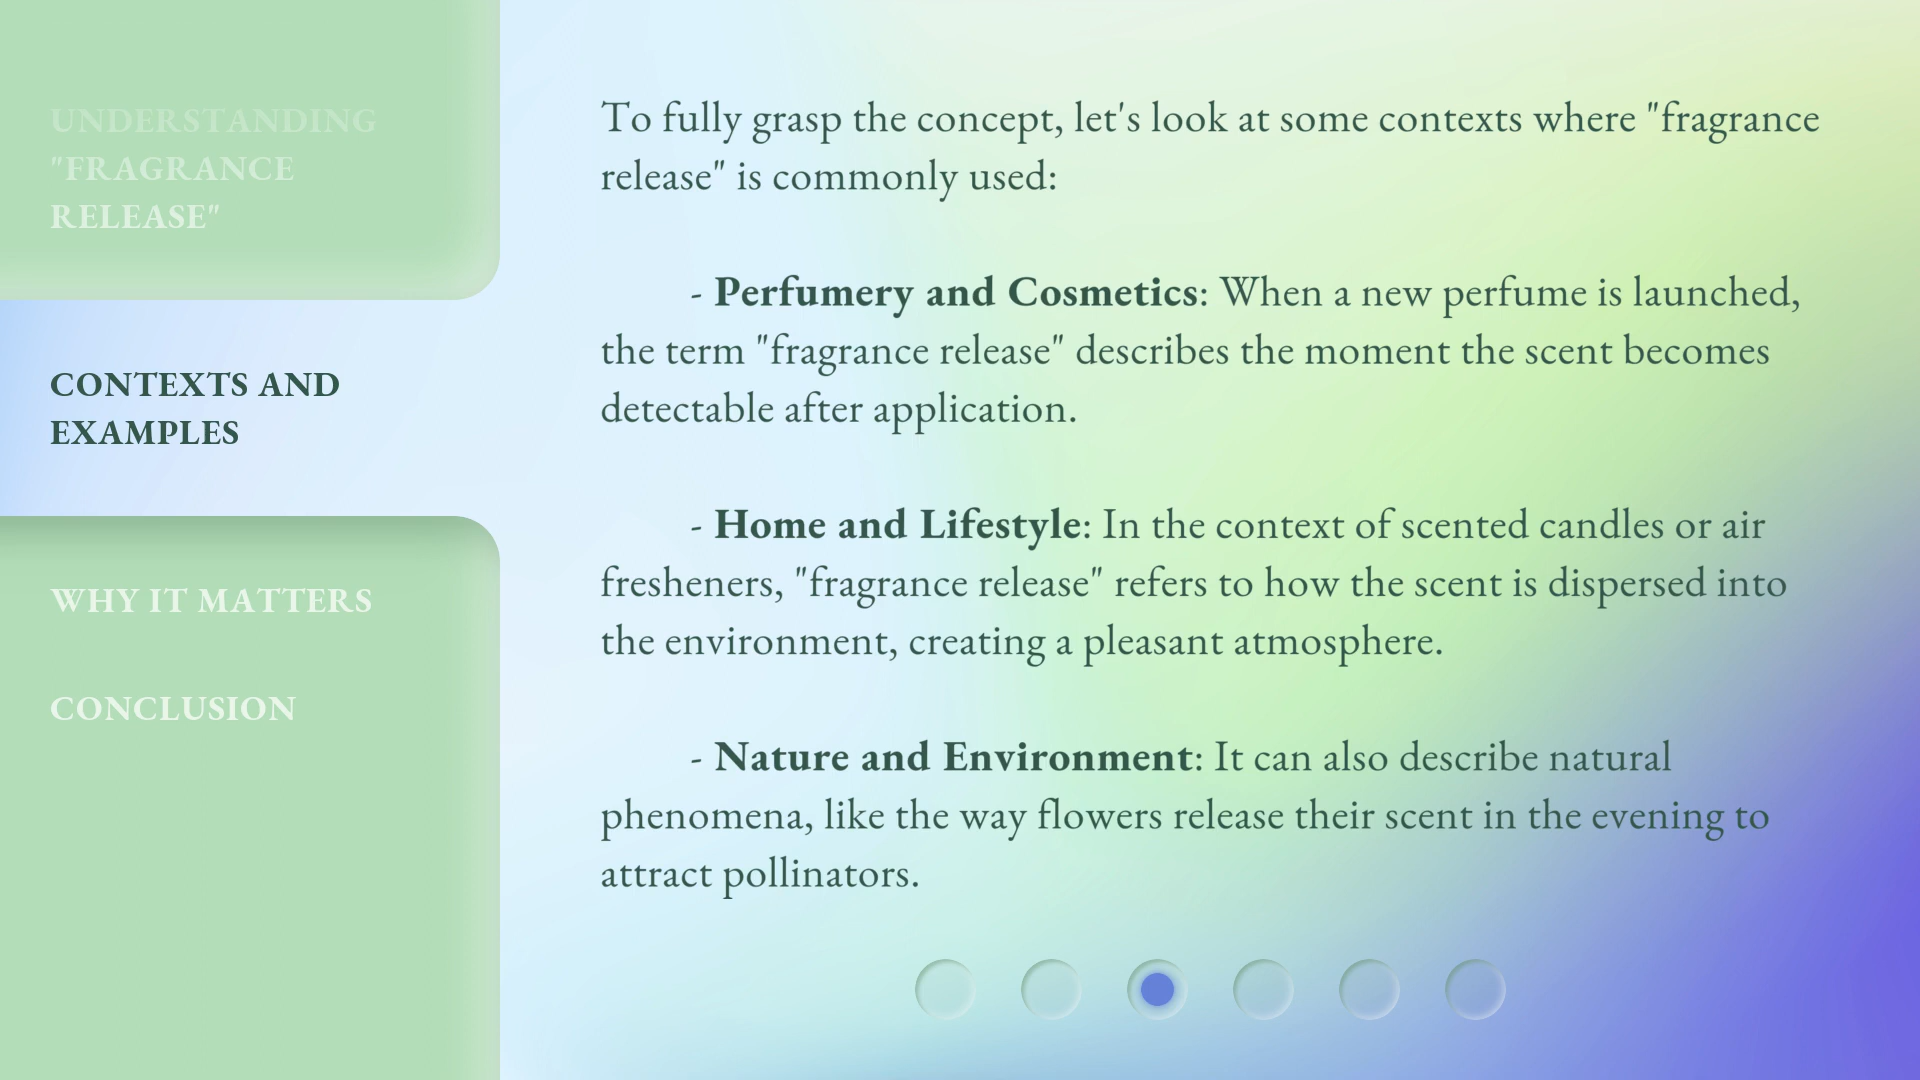 UNDERSTANDING
"FRAGRANCE
RELEASE"
CONTEXTS AND
EXAMPLES
WHY IT MATTERS
CONCLUSION
To fully grasp the concept, let's look at some contexts where "fragrance
release" is commonly used:
- Perfumery and Cosmetics: When a new perfume is launched,
the term "fragrance release" describes the moment the scent becomes
detectable after application.
- Home and Lifestyle: In the context of scented candles or air
fresheners, "fragrance release" refers to how the scent is dispersed into
the environment, creating a pleasant atmosphere.
- Nature and Environment: It can also describe natural
phenomena, like the way flowers release their scent in the evening to
attract pollinators.